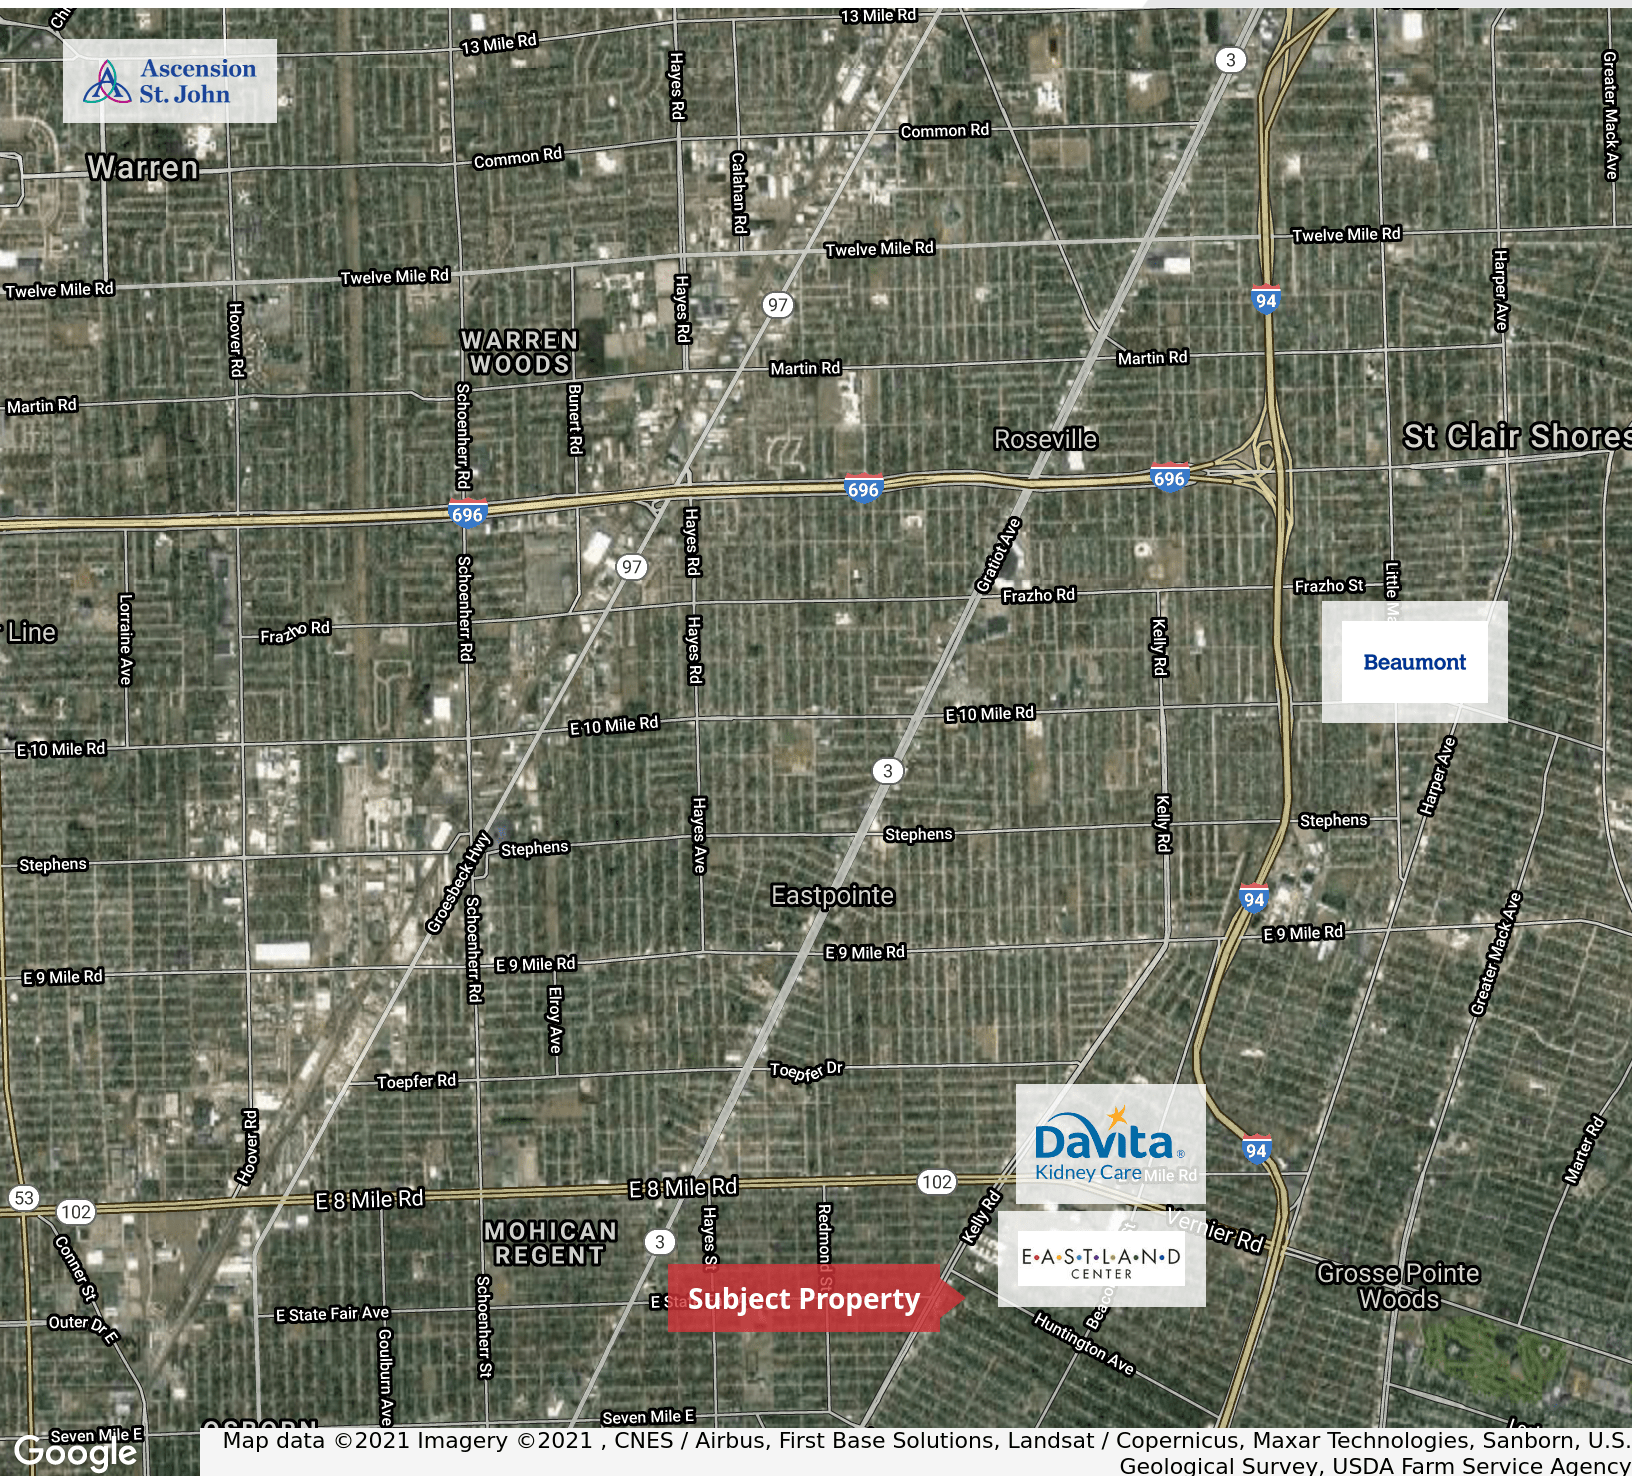 13 Mile Rd
13 Mile Rd
3
Ascension
St. John
Hayes Rd
Greater Mack Ave
Common Rd
Common Rd
Warren
Calahan Rd
Twelve Mile Rd
Twelve Mile Rd
Twelve Mile Rd
Twelve Mile Rd
Harper Ave
94
97
Hoover Rd
Hayes Rd
WARREN
WOODS
Martin Rd
Martin Rd
Martin Rd
Schoenherr Rd
Bunert Rd
Roseville
St Clair Shores
696
696
696
Hayes Rd
Gratiot Ave
97
Schoenherr Rd
Frazho Rd
Frazho St
Little
Lorraine Ave
Line
Frazho Rd
Hayes Rd
Kelly Rd
Beaumont
E 10 Mile Rd
E 10 Mile Rd
E 10 Mile Rd
3
Harper Ave
Hayes Ave
Kelly Rd
Stephens
Stephens
Stephens
Stephens
Groesbeck Hwy
Eastpointe
94
Schoenherr Rd
Greater Mack Ave
E 9 Mile Rd
E 9 Mile Rd
E 9 Mile Rd
E 9 Mile Rd
Elroy Ave
Toepfer Rd
Toepfer Dr
Hoover Rd
DaVita®
Kidney Care
Mile Rd
94
Marter Rd
53
102
E 8 Mile Rd
E 8 Mile Rd
102
Kelly Rd
Vernier Rd
MOHICAN
REGENT
3
Hayes St
Redmond St
EASTLAND
CENTER
Conner St
Grosse Pointe
Woods
Subject Property
E State Fair Ave
Outer Dr E
Goulburn Ave
Schoenherr St
Huntington Ave
Seven Mile E
Seven Mile E
OSBORN
Google
Map data ©2021 Imagery ©2021 , CNES / Airbus, First Base Solutions, Landsat / Copernicus, Maxar Technologies, Sanborn, U.S.
Geological Survey, USDA Farm Service Agency